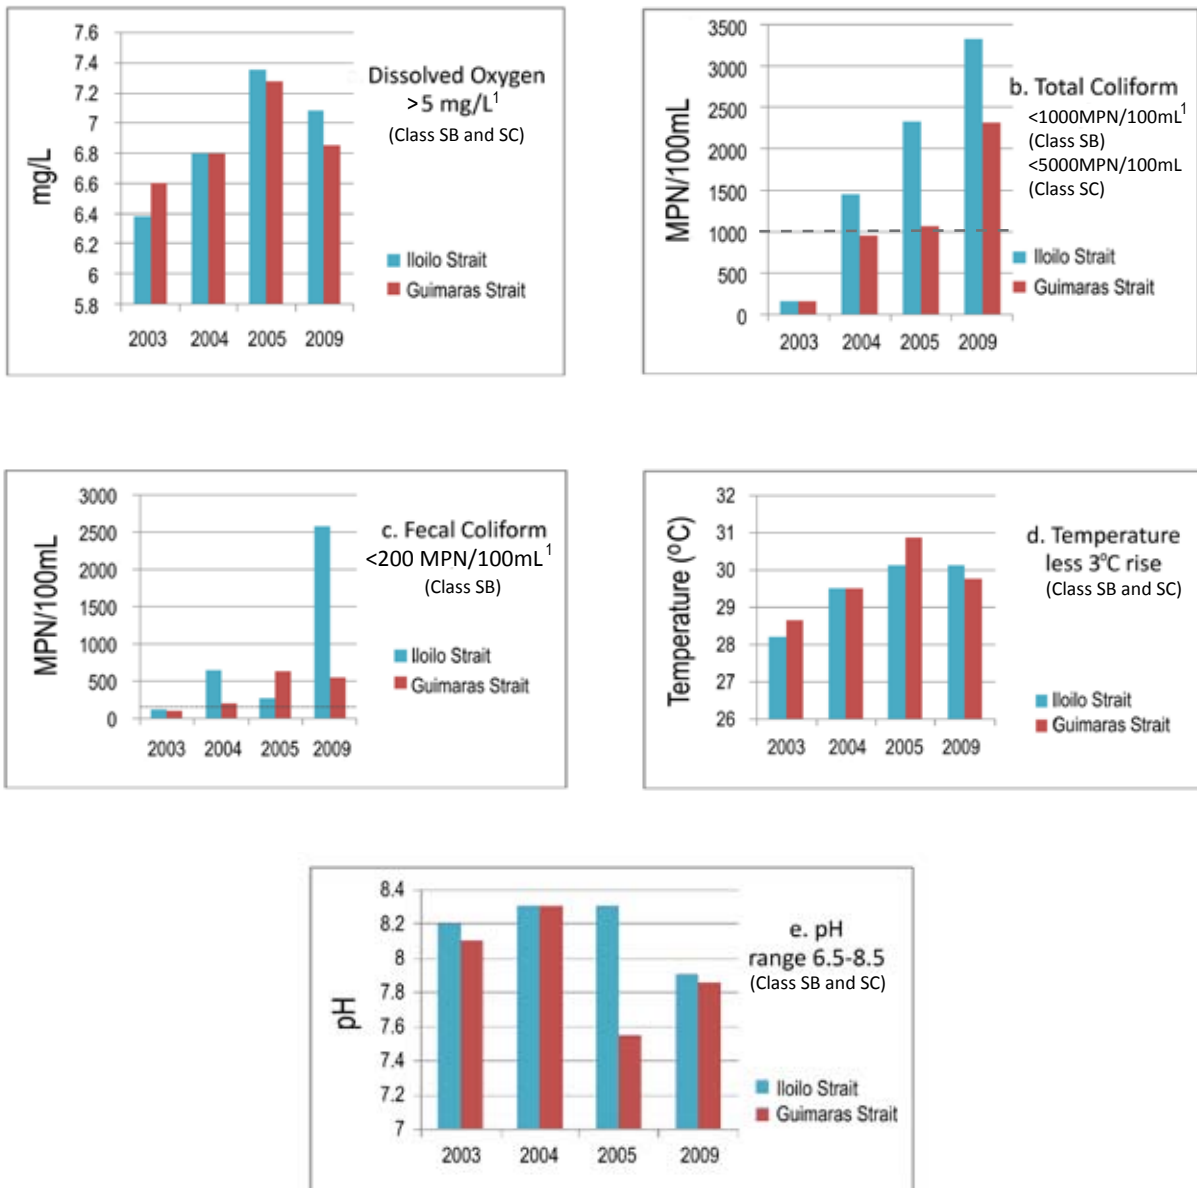 7.6
7.4
7.2
7
6.8
6.6
6.4
6.2
6
5.8
mg/L
2003 2004 2005 2009
Dissolved Oxygen
>5 mg/L¹
(Class SB and SC)
Iloilo Strait
Guimaras Strait
3500
3000
2500
2000
1500
1000
500
0
MPN/100mL
2003 2004 2005 2009
b. Total Coliform
<1000MPN/100mL¹
(Class SB)
<5000MPN/100mL
(Class SC)
Iloilo Strait
Guimaras Strait
3000
2500
2000
1500
1000
500
0
MPN/100mL
2003 2004 2005 2009
c. Fecal Coliform
<200 MPN/100mL¹
(Class SB)
Iloilo Strait
Guimaras Strait
32
31
30
29
28
27
26
Temperature (⁰C)
2003 2004 2005 2009
d. Temperature
less 3°C rise
(Class SB and SC)
Iloilo Strait
Guimaras Strait
8.4
8.2
8
7.8
7.6
7.4
7.2
7
pH
2003 2004 2005 2009
e. pH
range 6.5-8.5
(Class SB and SC)
Iloilo Strait
Guimaras Strait